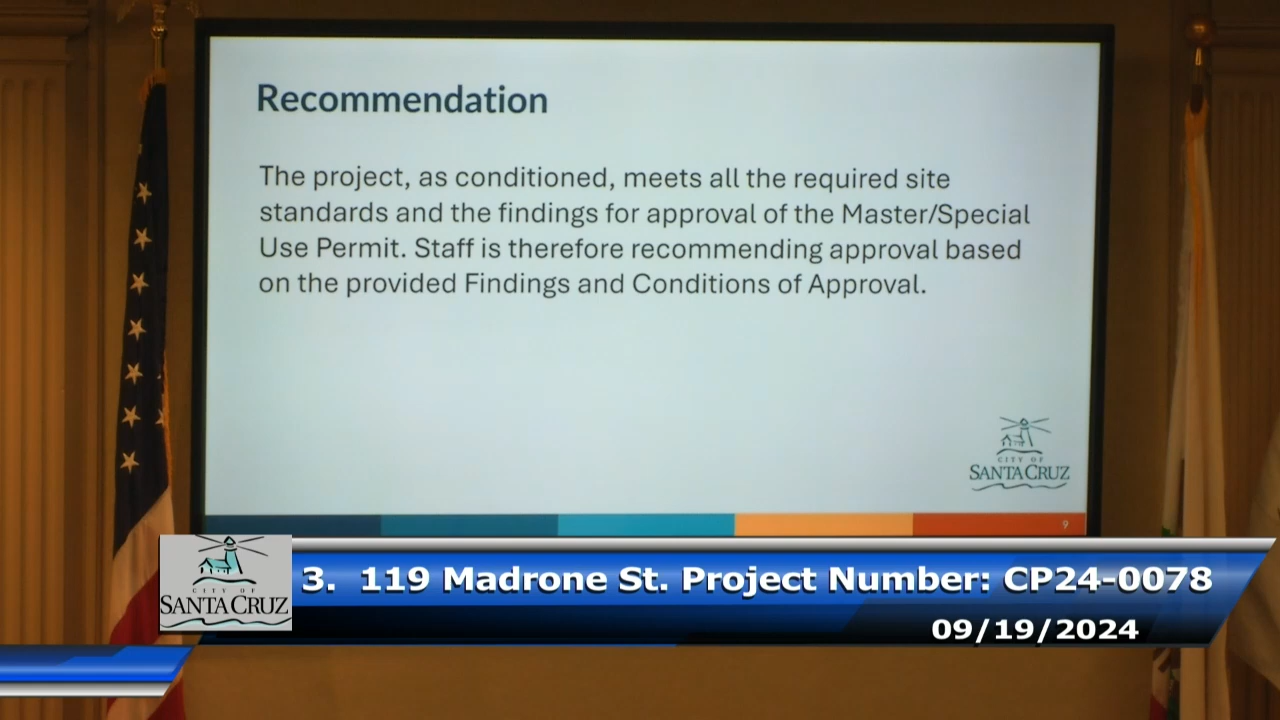 Recommendation
The project, as conditioned, meets all the required site
standards and the findings for approval of the Master/Special
Use Permit. Staff is therefore recommending approval based
on the provided Findings and Conditions of Approval.
CITY OF
SANTA CRUZ
9
CITY OF
SANTA CRUZ
3. 119 Madrone St. Project Number: CP24-0078
09/19/2024